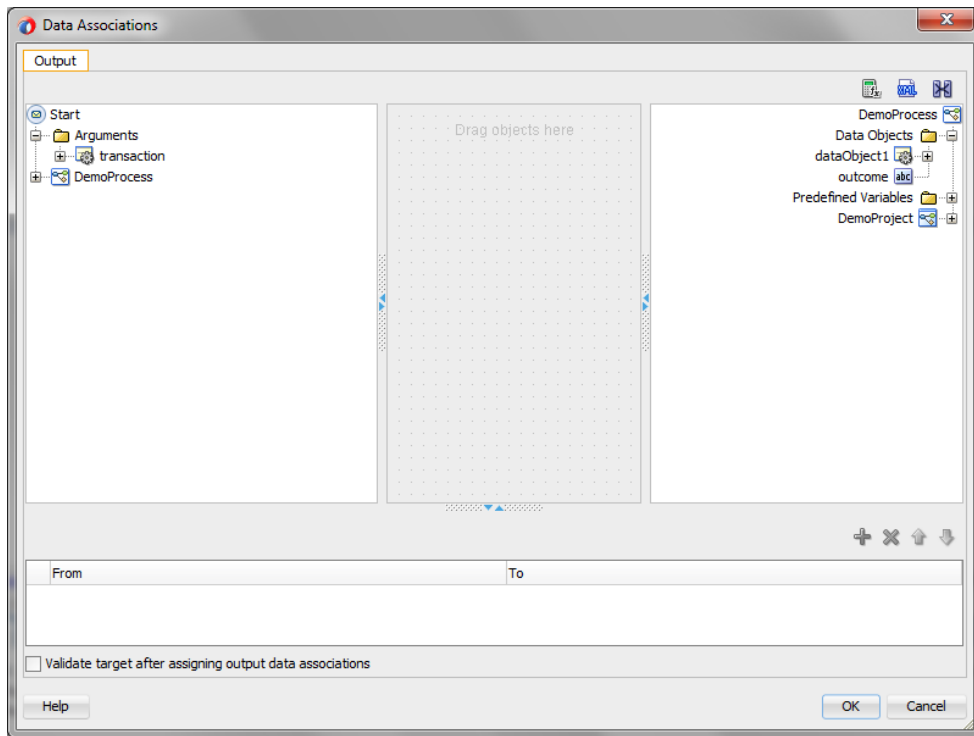 Data Associations
Output
Start
Arguments
transaction
DemoProcess
Drag objects here
DemoProcess
Data Objects
dataObject1
outcome abc
Predefined Variables
DemoProject
From To
Validate target after assigning output data associations
Help OK Cancel